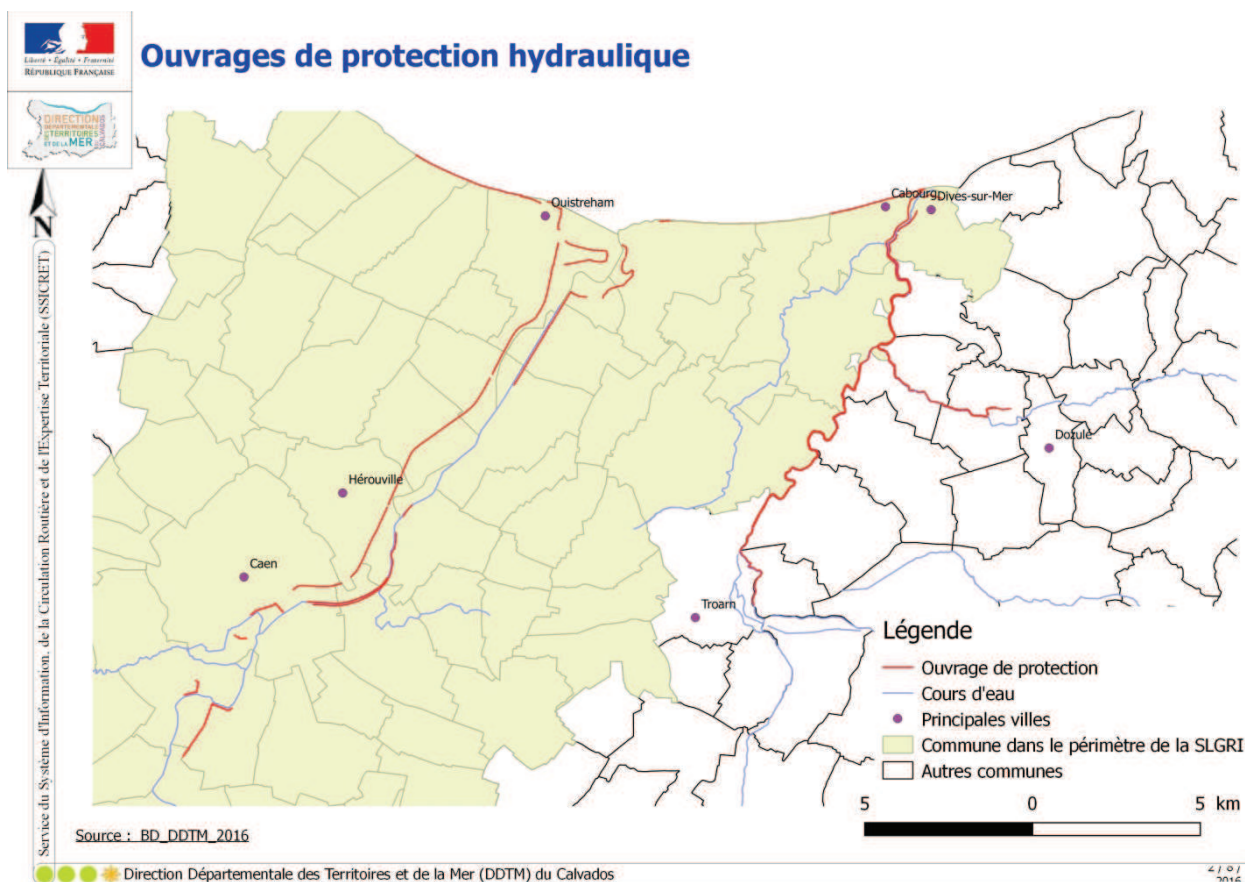 Liberté • Égalité • Fraternité
RÉPUBLIQUE FRANÇAISE
Ouvrages de protection hydraulique
DIRECTION
DÉPARTEMENTALE
DES TERRITOIRES
ET DE LA MER
DU CALVADOS
N
Service du Système d'Information, de la Circulation Routière et de l'Expertise Territoriale (SSICRET)
Ouistreham
Cabourg
Dives-sur-Mer
Dozulé
Hérouville
Caen
Troarn
Légende
Ouvrage de protection
Cours d'eau
Principales villes
Commune dans le périmètre de la SLGRI
Autres communes
5 0 5 km
Source : BD_DDTM_2016
Direction Départementale des Territoires et de la Mer (DDTM) du Calvados
2016